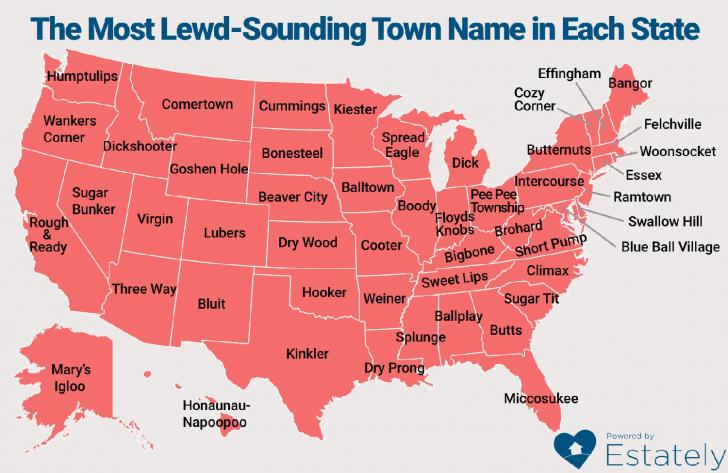 The Most Lewd-Sounding Town Name in Each State
Humptulips
Wankers
Corner
Dickshooter
Comertown
Goshen Hole
Cummings
Bonesteel
Beaver City
Kiester
Spread
Eagle
Dick
Balltown
Boody
Floyds
Knobs
Pee Pee
Township
Effingham
Cozy
Corner
Bangor
Felchville
Butternuts
Woonsocket
Essex
Intercourse
Ramtown
Swallow Hill
Blue Ball Village
Brohard
Short Pump
Bigbone
Sweet Lips
Climax
Sugar Tit
Rough
&
Ready
Sugar
Bunker
Virgin
Lubers
Dry Wood
Cooter
Three Way
Bluit
Hooker
Weiner
Kinkler
Dry Prong
Splunge
Ballplay
Butts
Miccosukee
Mary's
Igloo
Honaunau-
Napoopoo
Powered by
Estately